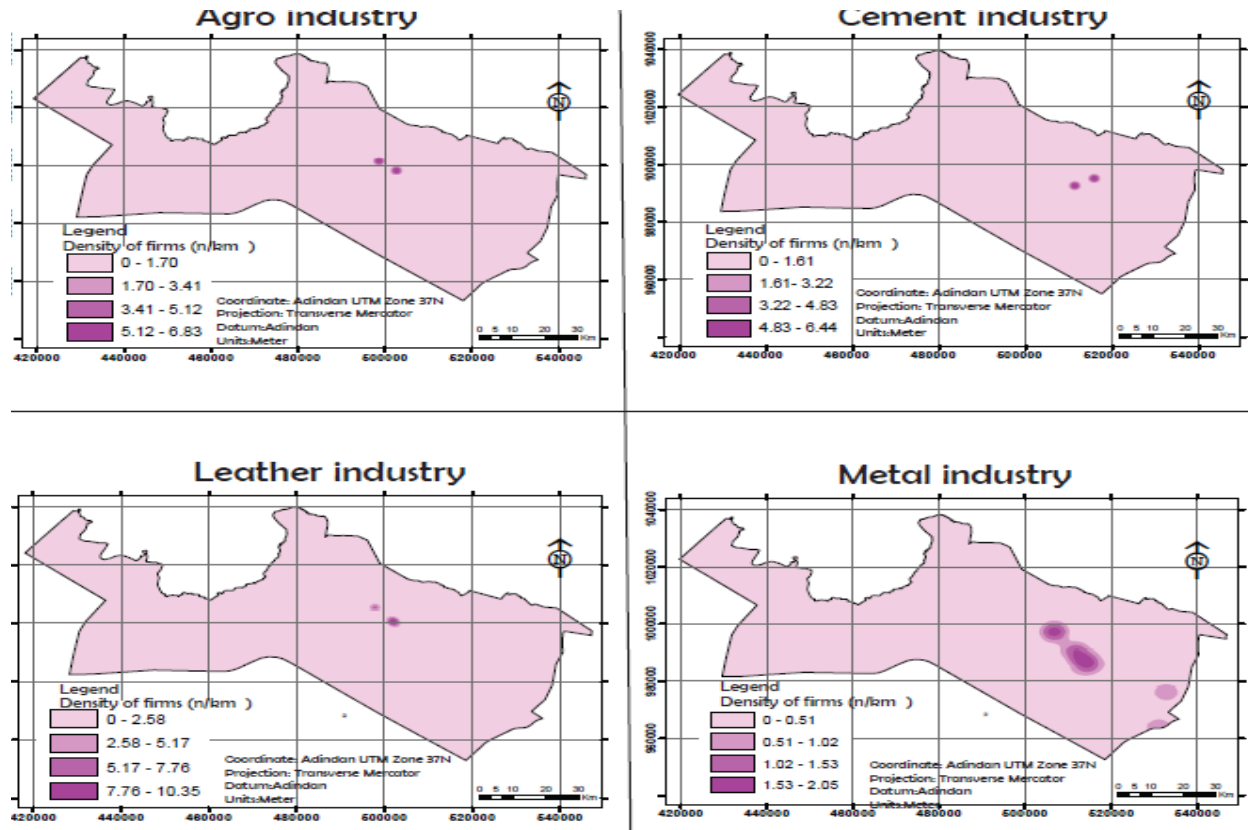 Agro industry
N
Legend
Density of firms (n/km )
0 - 1.70
1.70 - 3.41
3.41 - 5.12
5.12 - 6.83
Coordinate: Adindan UTM Zone 37N
Projection: Transverse Mercator
Datum:Adindan
Units:Meter
0 5 10 20 30
Km
420000 440000 460000 480000 500000 520000 540000
Cement industry
1040000
1020000
1000000
980000
960000
N
Legend
Density of firms (n/km )
0 - 1.61
1.61- 3.22
3.22 - 4.83
4.83 - 6.44
Coordinate: Adindan UTM Zone 37N
Projection: Transverse Mercator
Datum:Adindan
Units:Meter
0 5 10 20 30
Km
420000 440000 460000 480000 500000 520000 540000
Leather industry
N
Legend
Density of firms (n/km )
0 - 2.58
2.58 - 5.17
5.17 - 7.76
7.76 - 10.35
Coordinate: Adindan UTM Zone 37N
Projection: Transverse Mercator
Datum:Adindan
Units:Meter
0 5 10 20 30
Km
420000 440000 460000 480000 500000 520000 540000
Metal industry
1040000
1020000
1000000
980000
960000
N
Legend
Density of firms (n/km )
0 - 0.51
0.51 - 1.02
1.02 - 1.53
1.53 - 2.05
Coordinate: Adindan UTM Zone 37N
Projection: Transverse Mercator
Datum:Adindan
Units:Meter
0 5 10 20 30
Km
420000 440000 460000 480000 500000 520000 540000